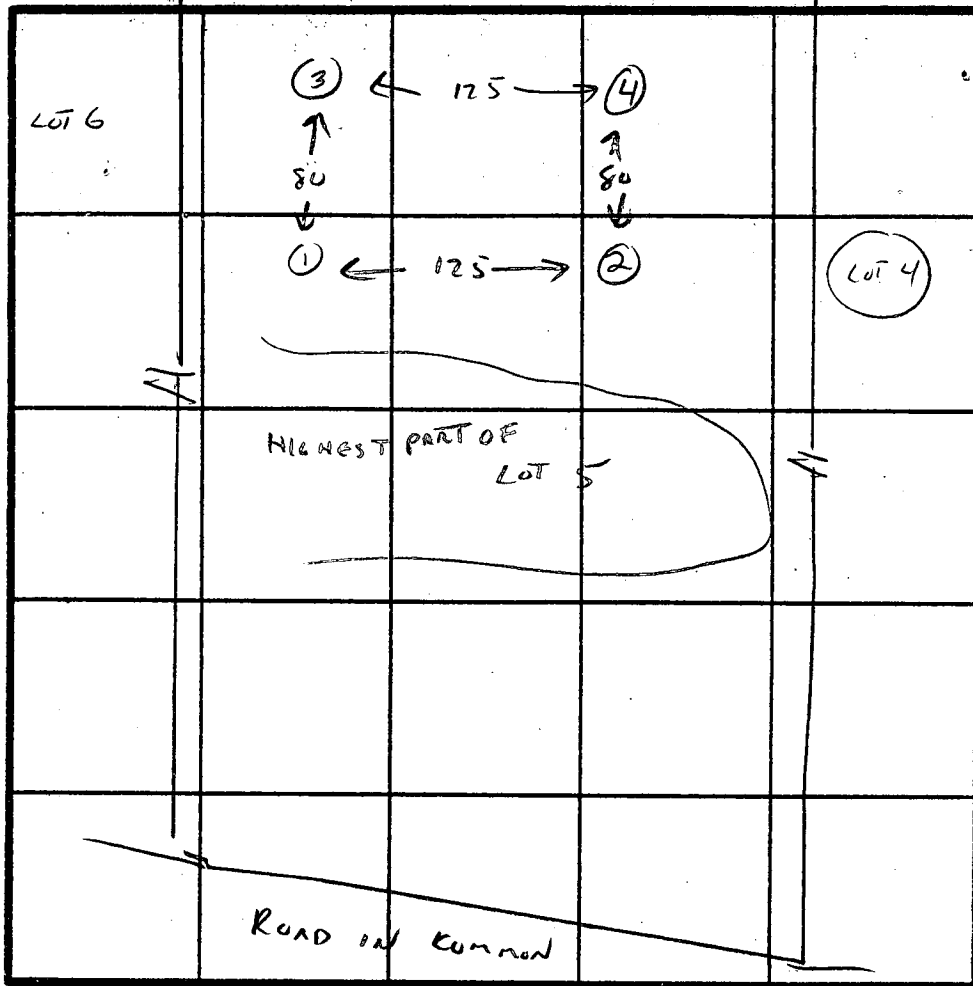 ③ 125 ④
LOT 6
80 80
① 125 ②
LOT 4
HIGHEST PART OF
LOT 5
ROAD IN KOMMON